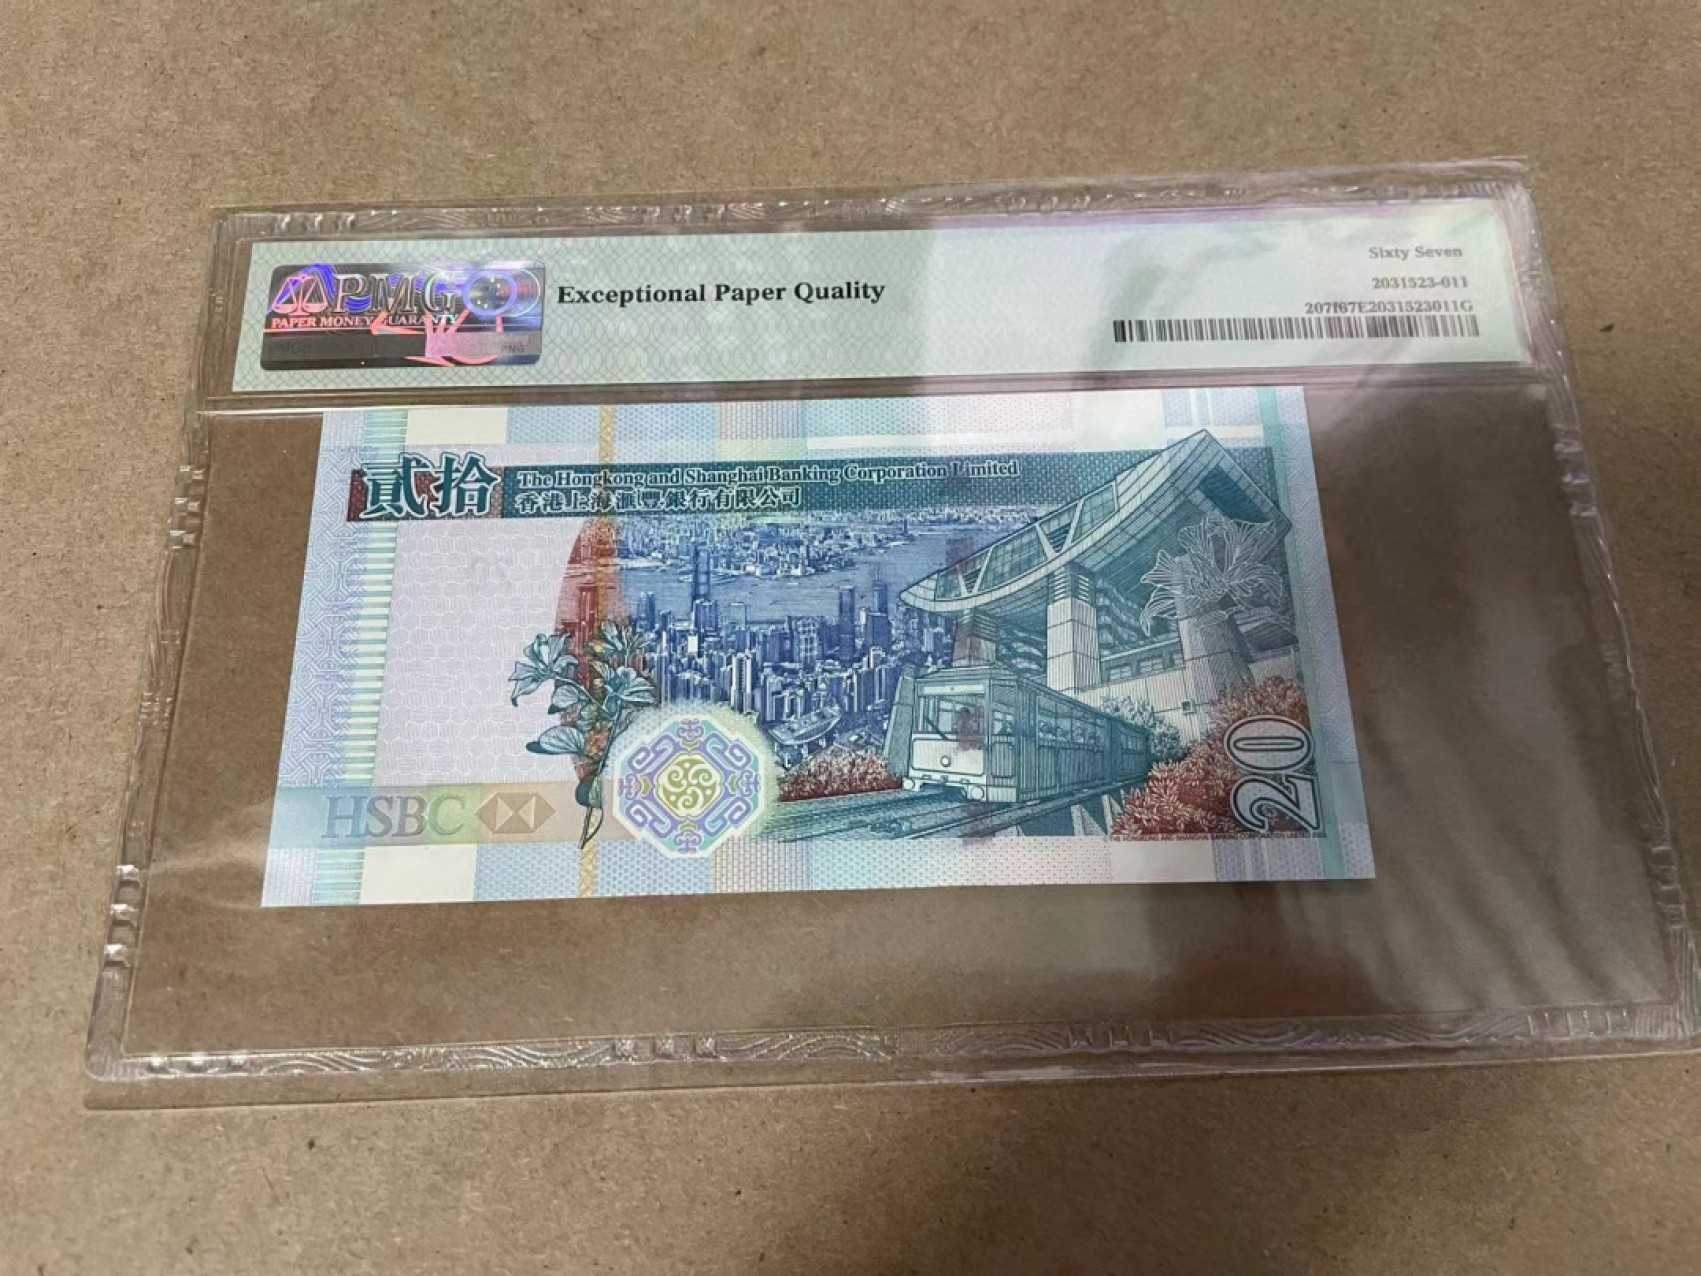 PMG
PAPER MONEY GUARANTY
Exceptional Paper Quality
Sixty Seven
2031523-011
207f67E2031523011G
貳拾
The Hongkong and Shanghai Banking Corporation Limited
香港上海滙豐銀行有限公司
HSBC
20